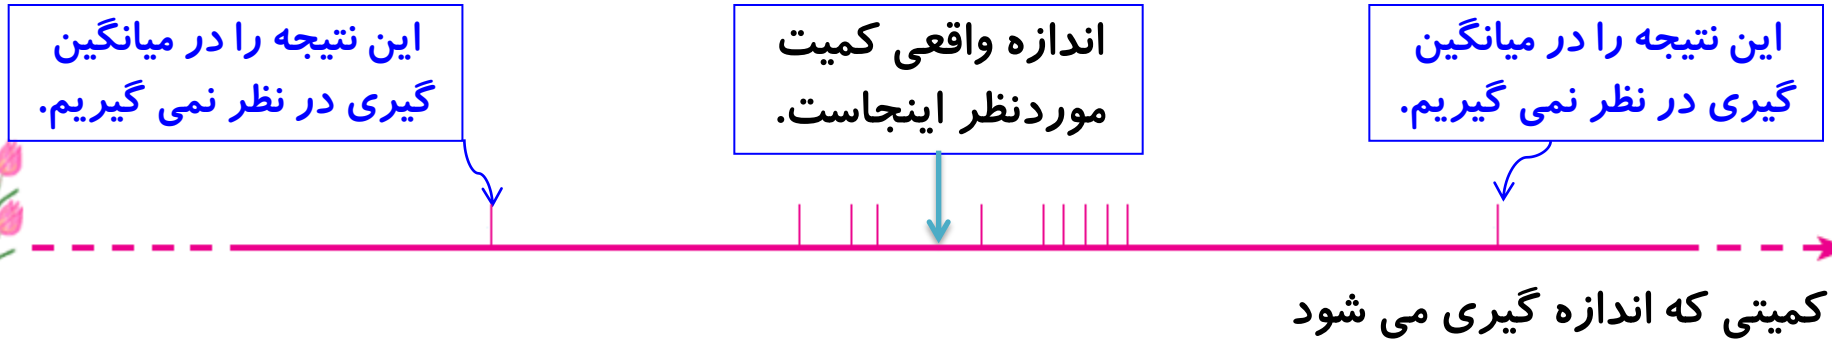 این نتیجه را در میانگین
گیری در نظر نمی گیریم.
اندازه واقعی کمیت
موردنظر اینجاست.
این نتیجه را در میانگین
گیری در نظر نمی گیریم.
کمیتی که اندازه گیری می شود